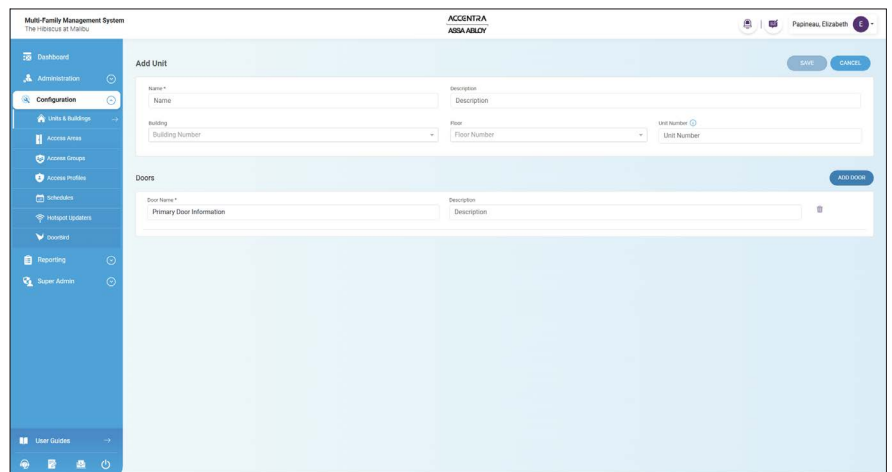 Multi-Family Management System
The Hibiscus at Malibu
ACCENTRA
ASSA ABLOY
Papineau, Elizabeth E
Dashboard
Administration
Configuration
Units & Buildings
Access Areas
Access Groups
Access Profiles
Schedules
Hotspot Updaters
DoorBird
Reporting
Super Admin
User Guides
Add Unit
SAVE CANCEL
Name * Description
Name Description
Building Floor Unit Number
Building Number Floor Number Unit Number
Doors
ADD DOOR
Door Name * Description
Primary Door Information Description